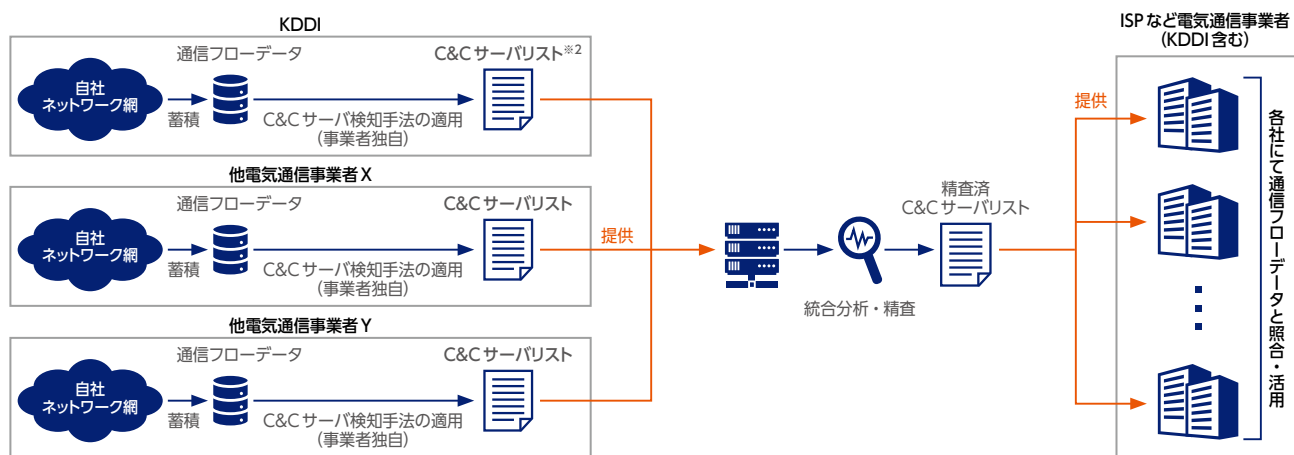 KDDI
通信フローデータ
C&Cサーバリスト※2
自社
ネットワーク網
蓄積
C&Cサーバ検知手法の適用
(事業者独自)
他電気通信事業者X
通信フローデータ
C&Cサーバリスト
自社
ネットワーク網
蓄積
C&Cサーバ検知手法の適用
(事業者独自)
他電気通信事業者Y
通信フローデータ
C&Cサーバリスト
自社
ネットワーク網
蓄積
C&Cサーバ検知手法の適用
(事業者独自)
提供
統合分析・精査
精査済
C&Cサーバリスト
ISPなど電気通信事業者
(KDDI含む)
提供
各社にて通信フローデータと照合・活用